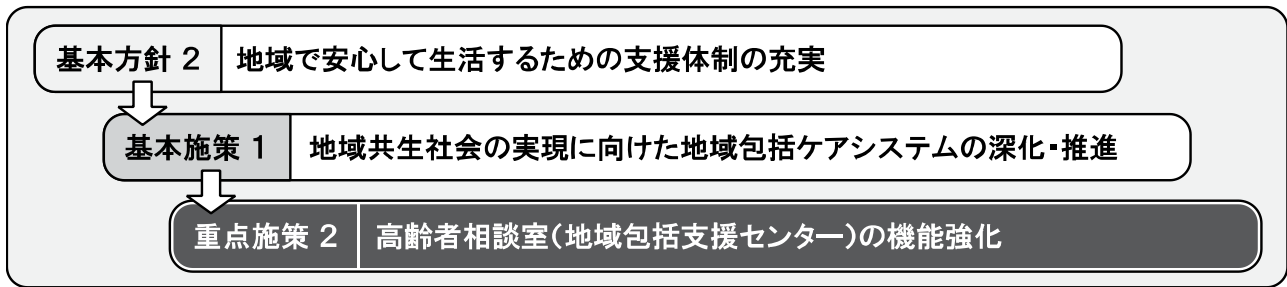 基本方針 2 地域で安心して生活するための支援体制の充実
基本施策 1 地域共生社会の実現に向けた地域包括ケアシステムの深化・推進
重点施策 2 高齢者相談室(地域包括支援センター)の機能強化